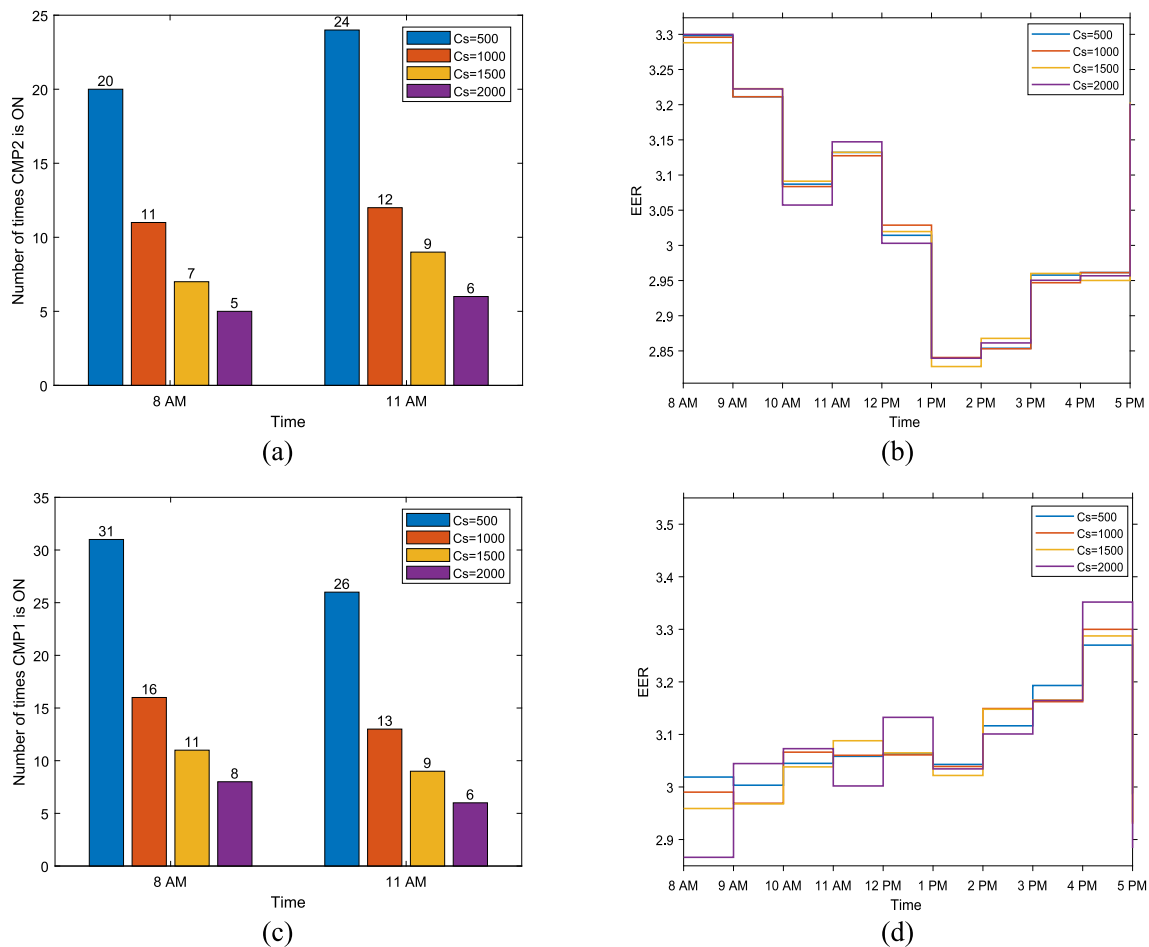 25
20
15
10
5
0
Number of times CMP2 is ON
20
11
7
5
24
12
9
6
Cs=500
Cs=1000
Cs=1500
Cs=2000
8 AM
11 AM
Time
(a)
3.3
3.25
3.2
3.15
3.1
3.05
3
2.95
2.9
2.85
EER
Cs=500
Cs=1000
Cs=1500
Cs=2000
8 AM 9 AM 10 AM 11 AM 12 PM 1 PM 2 PM 3 PM 4 PM 5 PM
Time
(b)
35
30
25
20
15
10
5
0
Number of times CMP1 is ON
31
16
11
8
26
13
9
6
Cs=500
Cs=1000
Cs=1500
Cs=2000
8 AM
11 AM
Time
(c)
3.5
3.4
3.3
3.2
3.1
3
2.9
EER
Cs=500
Cs=1000
Cs=1500
Cs=2000
8 AM 9 AM 10 AM 11 AM 12 PM 1 PM 2 PM 3 PM 4 PM 5 PM
Time
(d)